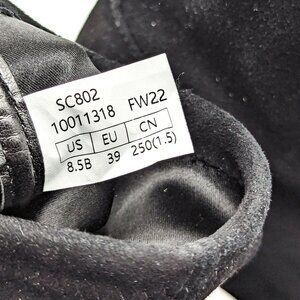 SC802
10011318 FW22
US EU CN
8.5B 39 250(1.5)